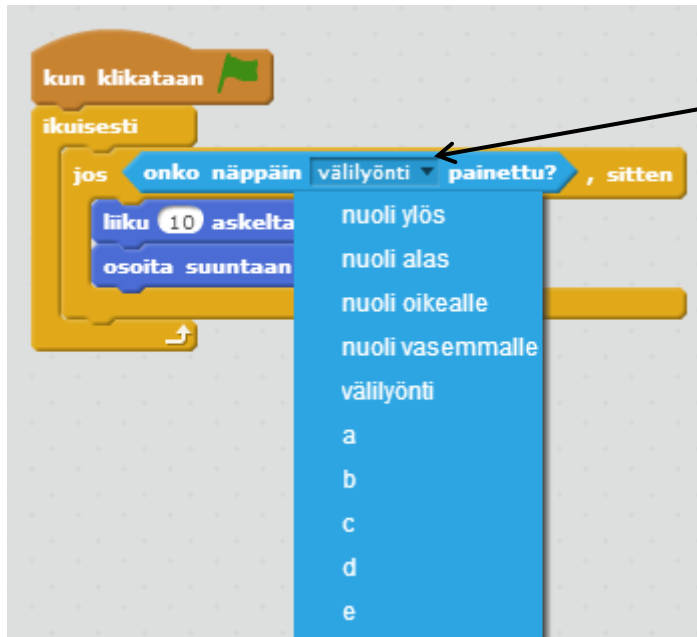 kun klikataan
ikuisesti
jos onko näppäin välilyönti painettu? , sitten
liiku 10 askelta
osoita suuntaan
nuoli ylös
nuoli alas
nuoli oikealle
nuoli vasemmalle
välilyönti
a
b
c
d
e